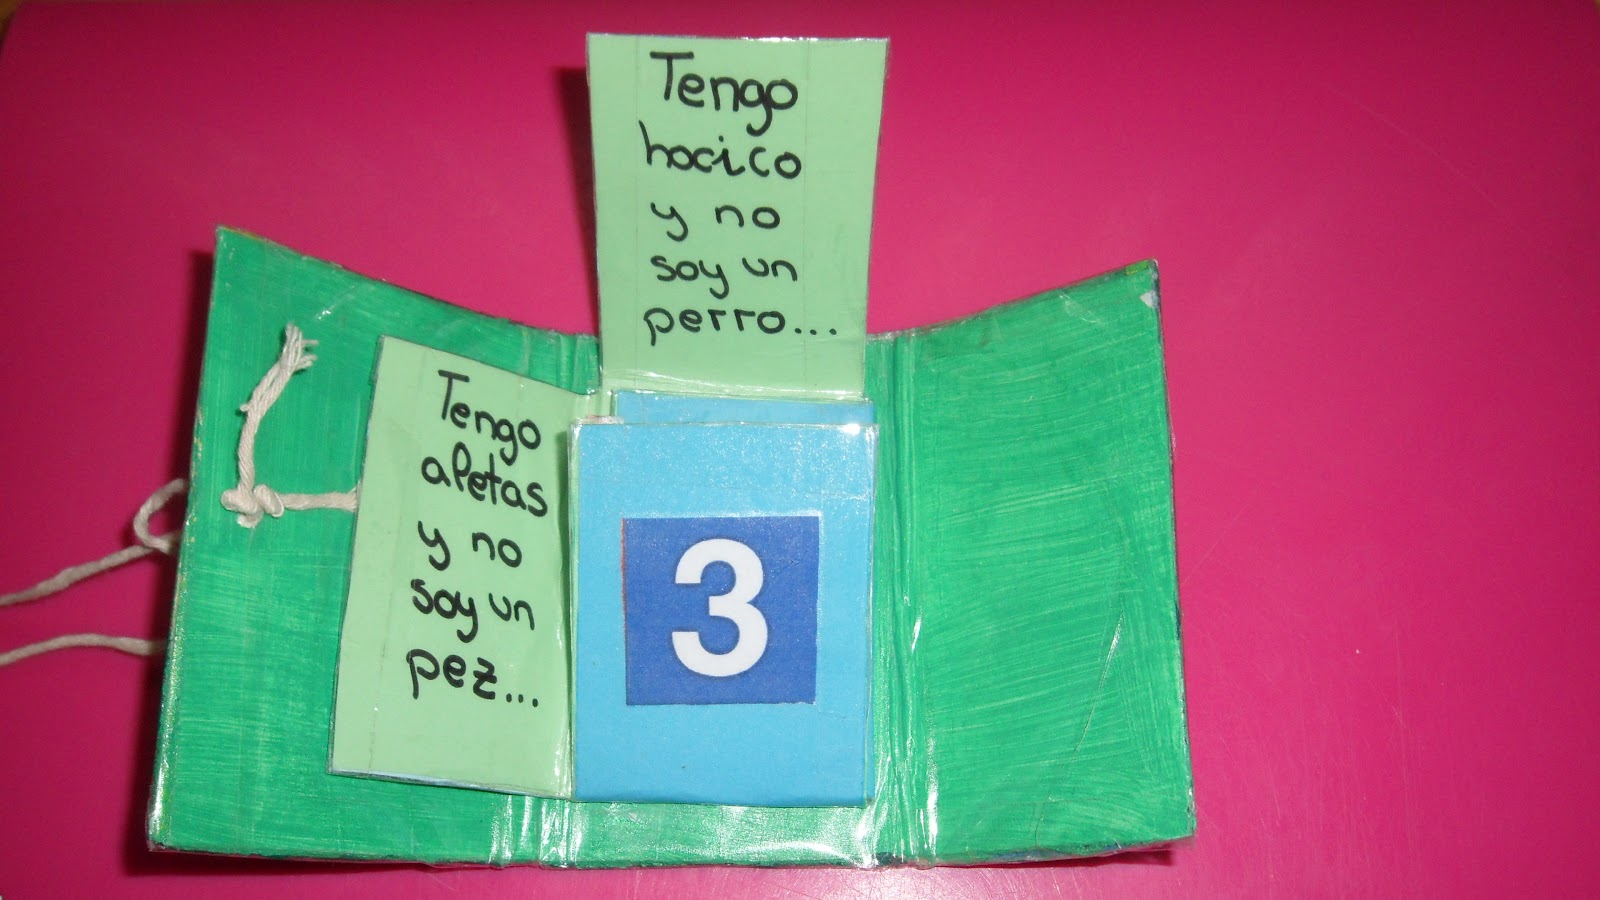 Tengo
hocico
y no
soy un
perro...
Tengo
aletas
y no
soy un
pez...
3